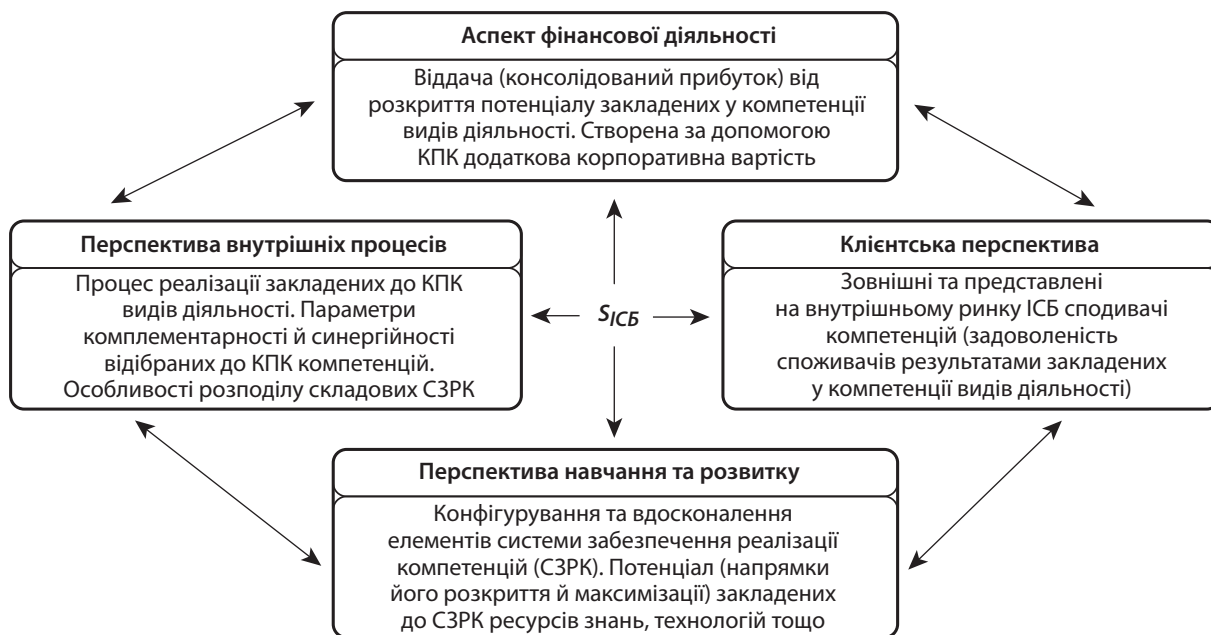 Аспект фінансової діяльності
Віддача (консолідований прибуток) від
розкриття потенціалу закладених у компетенції
видів діяльності. Створена за допомогою
КПК додаткова корпоративна вартість
Перспектива внутрішніх процесів
Процес реалізації закладених до КПК
видів діяльності. Параметри
комплементарності й синергійності
відібраних до КПК компетенцій.
Особливості розподілу складових СЗРК
SІСБ
Клієнтська перспектива
Зовнішні та представлені
на внутрішньому ринку ІСБ сподивачі
компетенцій (задоволеність
споживачів результатами закладених
у компетенції видів діяльності)
Перспектива навчання та розвитку
Конфігурування та вдосконалення
елементів системи забезпечення реалізації
компетенцій (СЗРК). Потенціал (напрямки
його розкриття й максимізації) закладених
до СЗРК ресурсів знань, технологій тощо